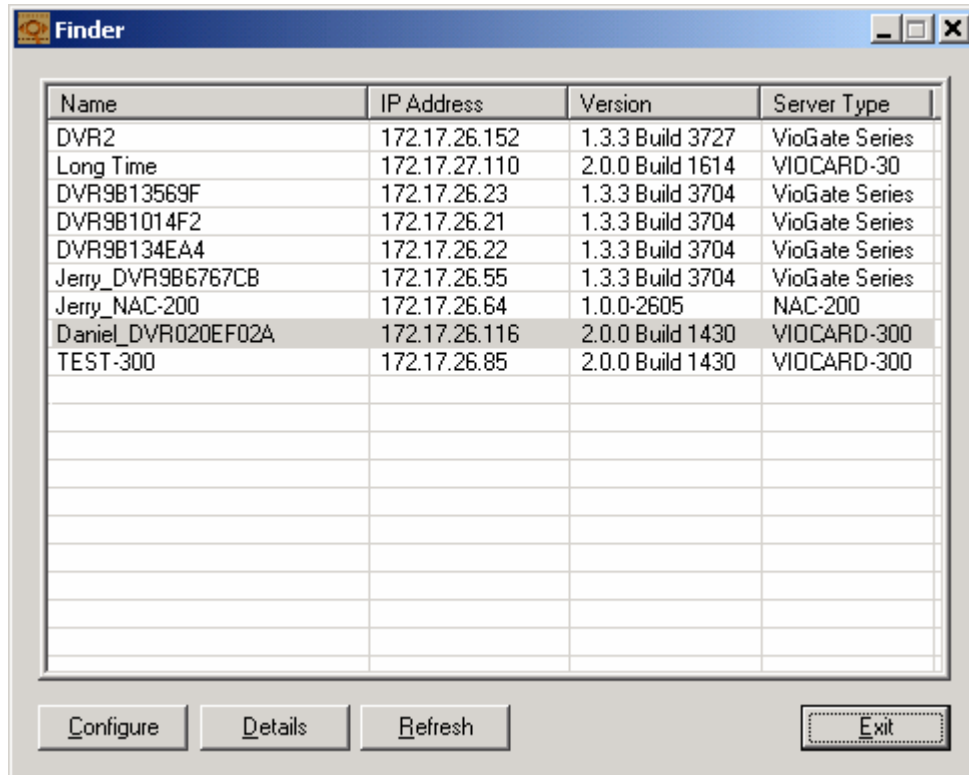 Finder
Name IP Address Version Server Type
DVR2 172.17.26.152 1.3.3 Build 3727 VioGate Series
Long Time 172.17.27.110 2.0.0 Build 1614 VIOCARD-30
DVR9B13569F 172.17.26.23 1.3.3 Build 3704 VioGate Series
DVR9B1014F2 172.17.26.21 1.3.3 Build 3704 VioGate Series
DVR9B134EA4 172.17.26.22 1.3.3 Build 3704 VioGate Series
Jerry_DVR9B6767CB 172.17.26.55 1.3.3 Build 3704 VioGate Series
Jerry_NAC-200 172.17.26.64 1.0.0-2605 NAC-200
Daniel_DVR020EF02A 172.17.26.116 2.0.0 Build 1430 VIOCARD-300
TEST-300 172.17.26.85 2.0.0 Build 1430 VIOCARD-300
Configure Details Refresh Exit